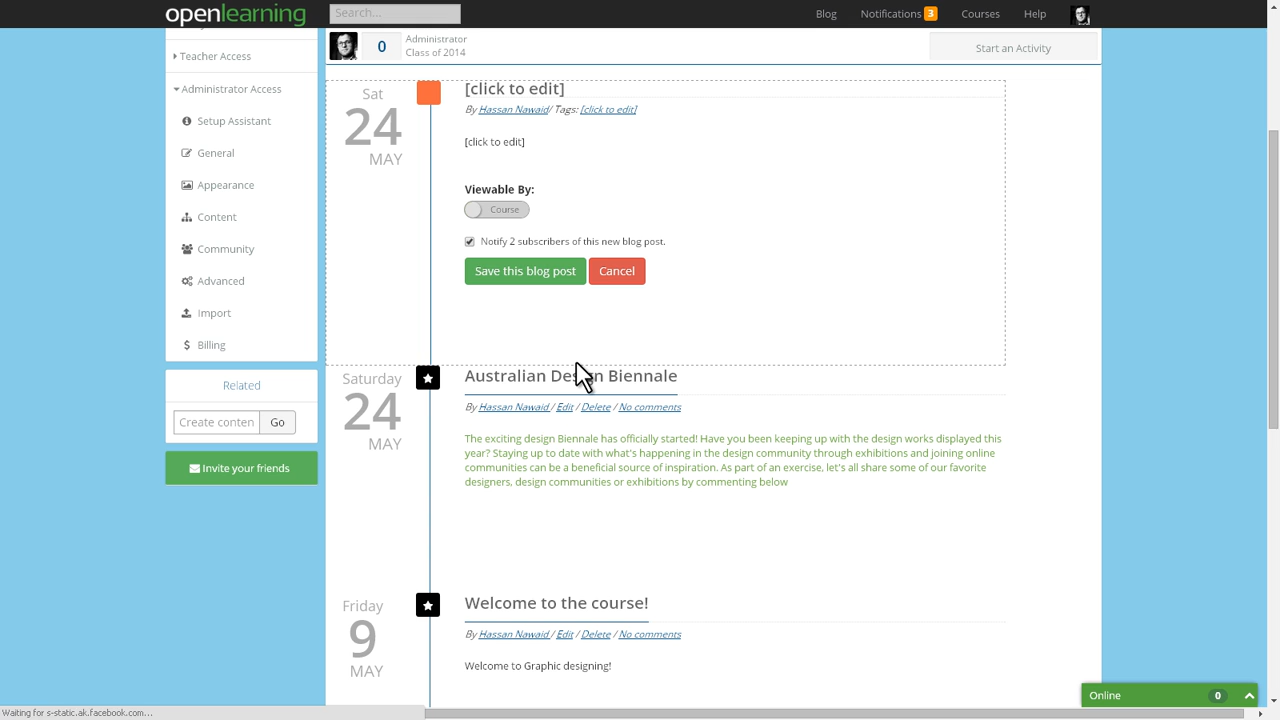 openlearning
Search...
Blog
Notifications 3
Courses
Help
Teacher Access
Administrator Access
Setup Assistant
General
Appearance
Content
Community
Advanced
Import
$ Billing
Related
Create conten
Go
Invite your friends
0
Administrator
Class of 2014
Start an Activity
Sat
24
MAY
[click to edit]
By Hassan Nawaid/ Tags: [click to edit]
[click to edit]
Viewable By:
Course
Notify 2 subscribers of this new blog post.
Save this blog post
Cancel
Saturday
24
MAY
Australian Design Biennale
By Hassan Nawaid / Edit / Delete / No comments
The exciting design Biennale has officially started! Have you been keeping up with the design works displayed this
year? Staying up to date with what's happening in the design community through exhibitions and joining online
communities can be a beneficial source of inspiration. As part of an exercise, let's all share some of our favorite
designers, design communities or exhibitions by commenting below
Friday
9
MAY
Welcome to the course!
By Hassan Nawaid / Edit / Delete / No comments
Welcome to Graphic designing!
Online 0
Waiting for s-static.ak.facebook.com...